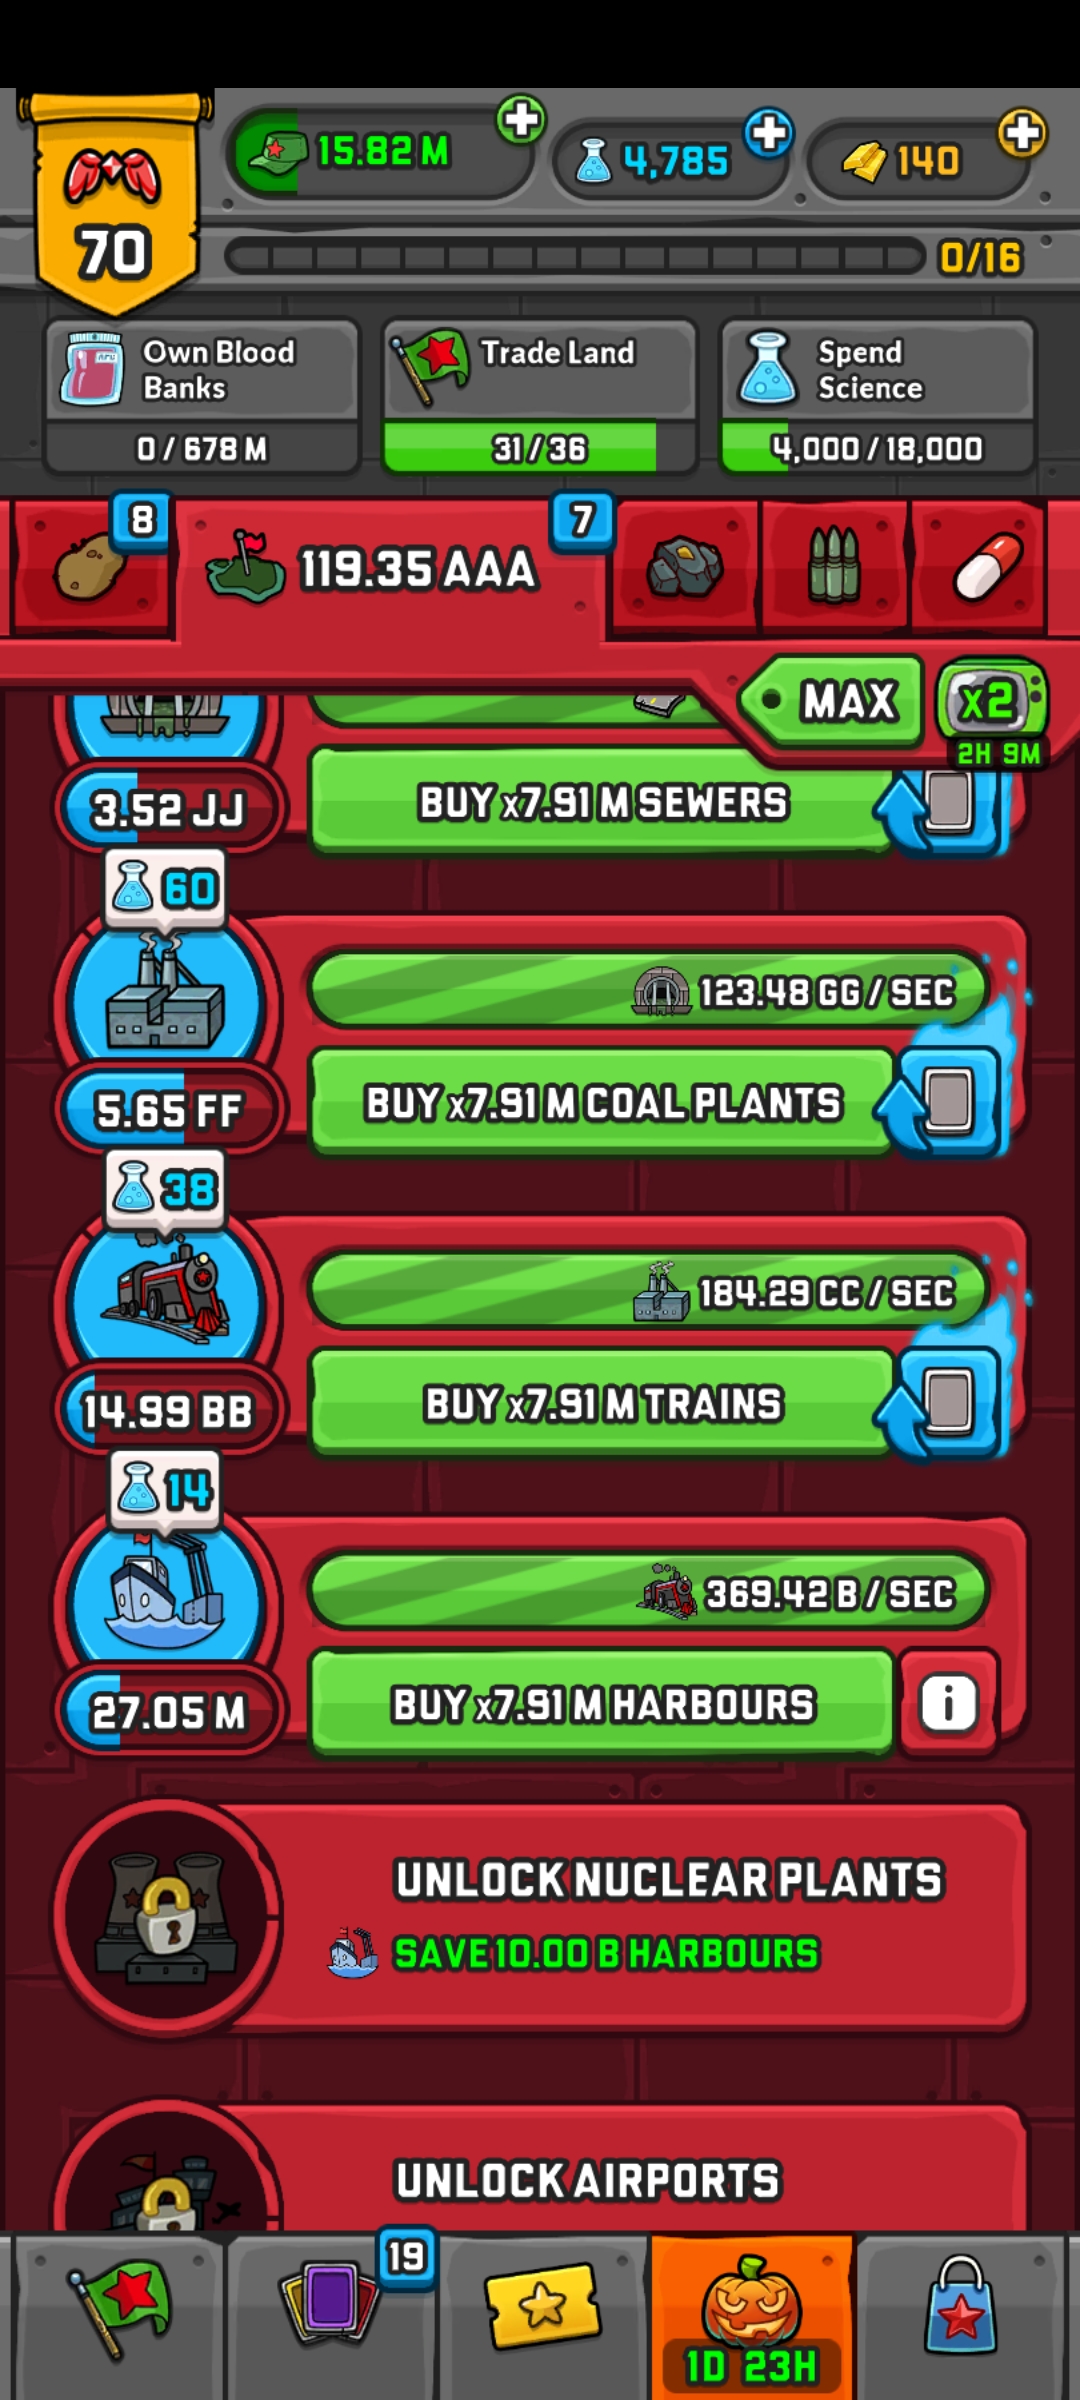 15.82 M
4,785
140
70
0/16
Own Blood
Banks
0 / 678 M
Trade Land
31 / 36
Spend
Science
4,000 / 18,000
8
119.35 AAA
7
MAX
x2
2H 9M
BUY x7.91 M SEWERS
3.52 JJ
60
123.48 GG / SEC
BUY x7.91 M COAL PLANTS
5.65 FF
38
184.29 CC / SEC
BUY x7.91 M TRAINS
14.99 BB
14
369.42 B / SEC
BUY x7.91 M HARBOURS
i
27.05 M
UNLOCK NUCLEAR PLANTS
SAVE 10.00 B HARBOURS
UNLOCK AIRPORTS
19
1D 23H